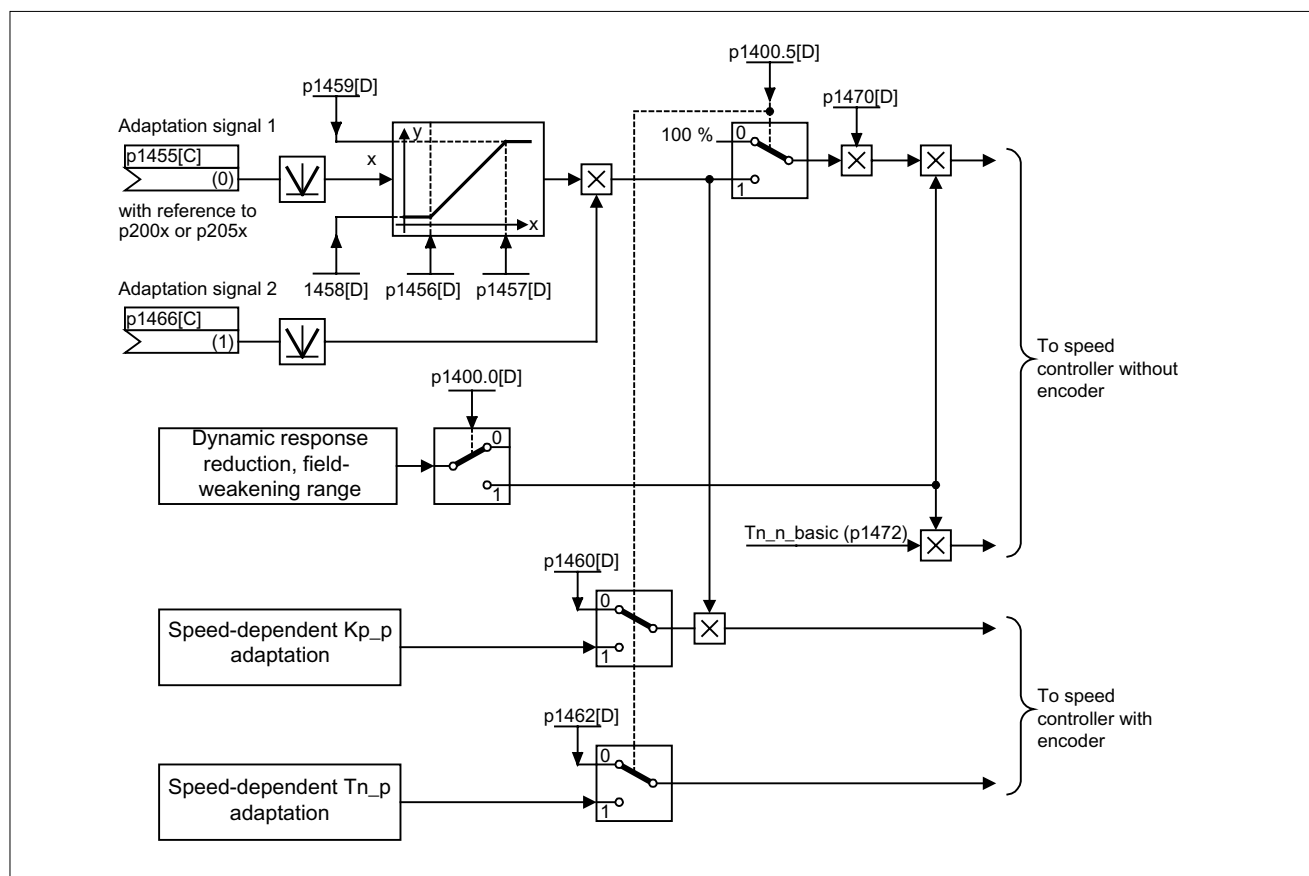 p1400.5[D]
p1459[D]
p1470[D]
Adaptation signal 1
100 %
0
1
y
x
p1455[C]
(0)
x
with reference to
p200x or p205x
1458[D]
p1456[D]
p1457[D]
Adaptation signal 2
p1466[C]
(1)
To speed
controller without
encoder
p1400.0[D]
0
1
Dynamic response
reduction, field-
weakening range
Tn_n_basic (p1472)
p1460[D]
0
1
Speed-dependent Kp_p
adaptation
p1462[D]
0
1
To speed
controller with
encoder
Speed-dependent Tn_p
adaptation